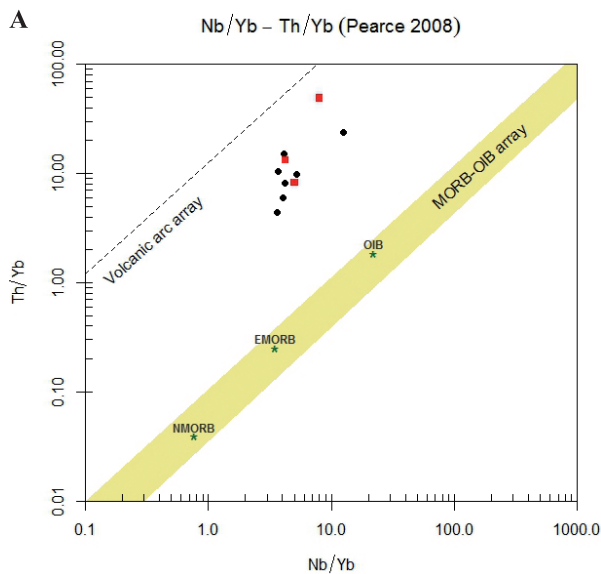 A
Nb/Yb – Th/Yb (Pearce 2008)
100.00
10.00
1.00
0.10
0.01
Th/Yb
Volcanic arc array
MORB-OIB array
OIB
EMORB
NMORB
0.1 1.0 10.0 100.0 1000.0
Nb/Yb